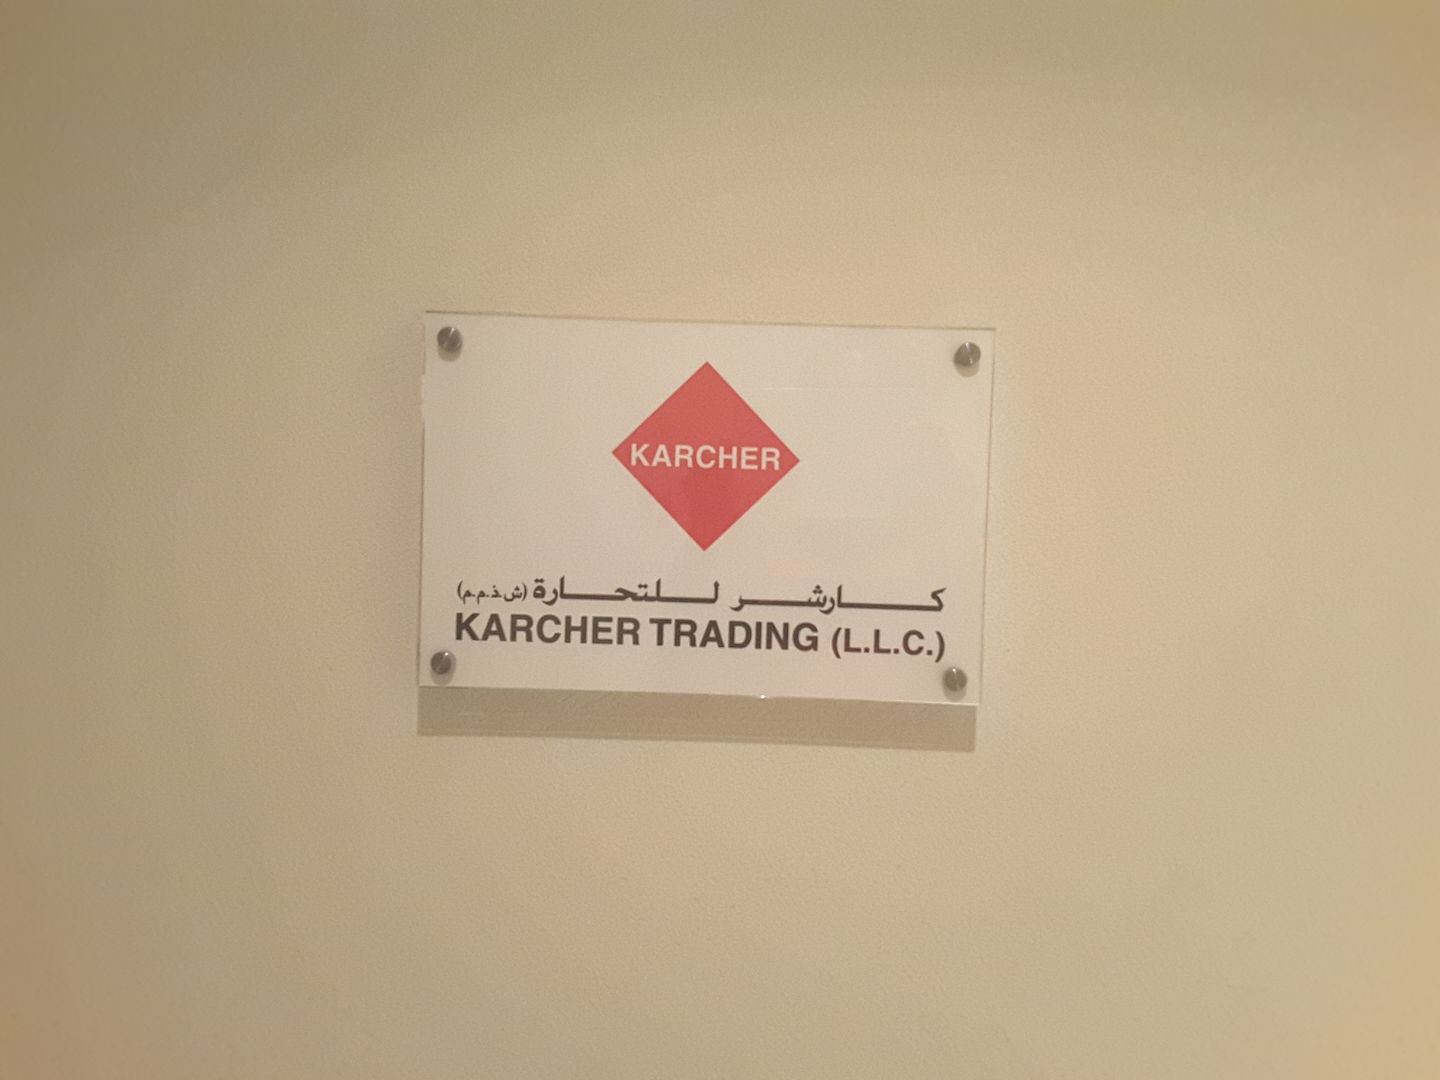 KARCHER
كارشر للتجارة (ش.ذ.م.م)
KARCHER TRADING (L.L.C.)